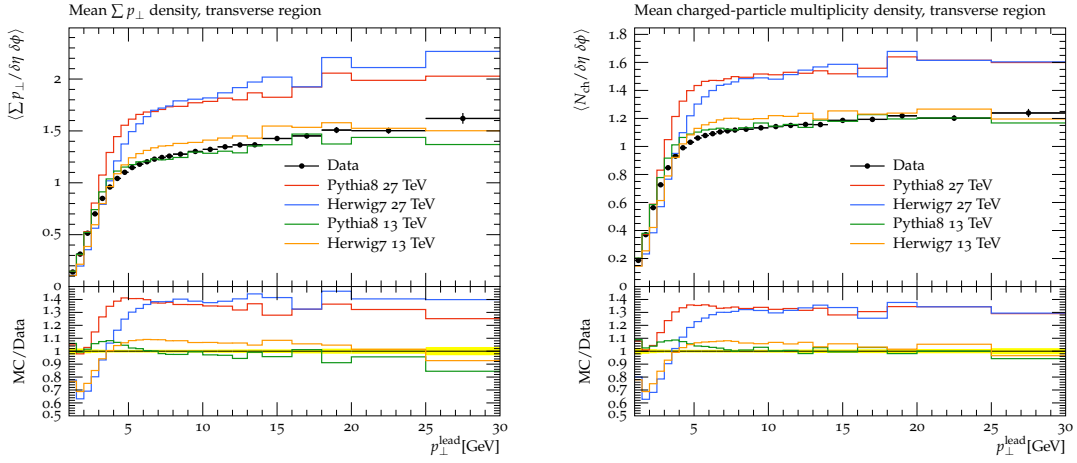 Mean ∑ p⊥ density, transverse region
⟨∑ p⊥/δη δϕ⟩
2
1.5
1
0.5
0
Data
Pythia8 27 TeV
Herwig7 27 TeV
Pythia8 13 TeV
Herwig7 13 TeV
MC/Data
1.4
1.3
1.2
1.1
1
0.9
0.8
0.7
0.6
0.5
5 10 15 20 25 30
p⊥^lead [GeV]
Mean charged-particle multiplicity density, transverse region
⟨N_ch/δη δϕ⟩
1.8
1.6
1.4
1.2
1
0.8
0.6
0.4
0.2
0
Data
Pythia8 27 TeV
Herwig7 27 TeV
Pythia8 13 TeV
Herwig7 13 TeV
MC/Data
1.4
1.3
1.2
1.1
1
0.9
0.8
0.7
0.6
0.5
5 10 15 20 25 30
p⊥^lead [GeV]